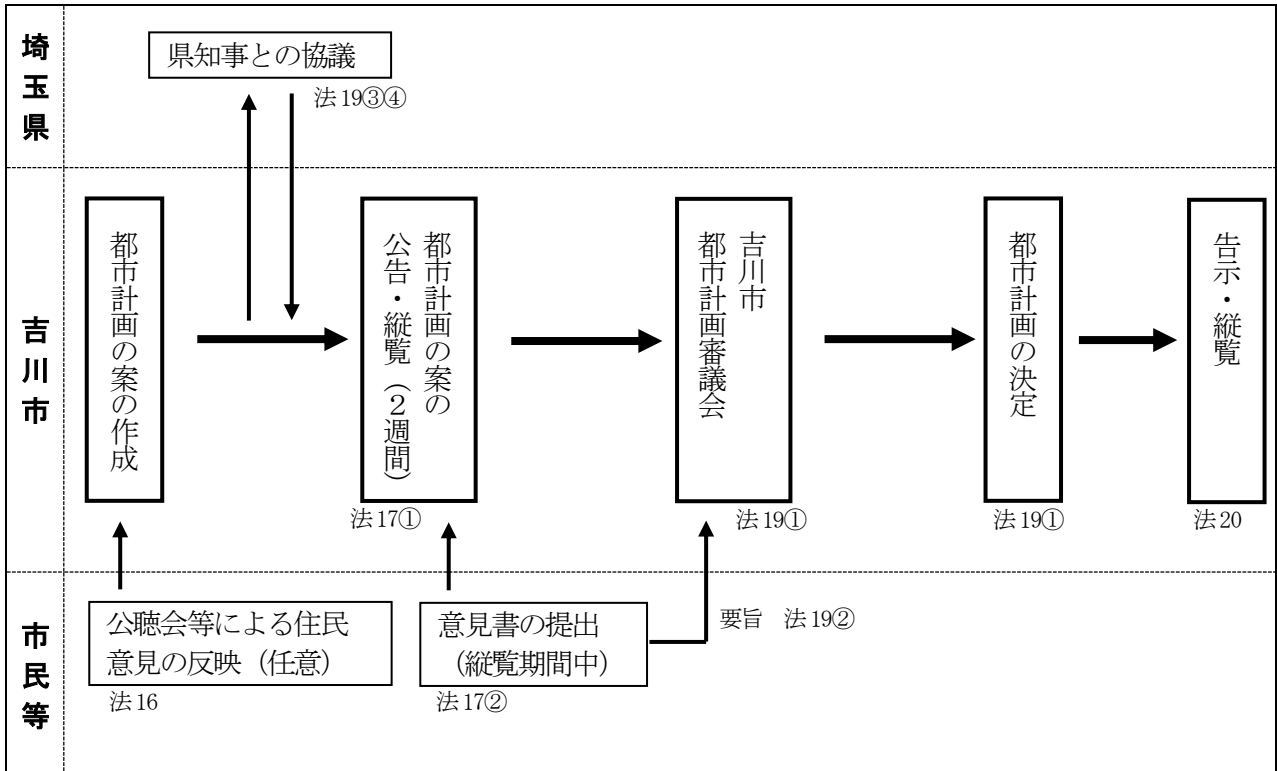 埼玉県
県知事との協議
法19③④
吉川市
都市計画の案の作成
都市計画の案の
公告・縦覧（２週間）
法17①
吉川市
都市計画審議会
法19①
都市計画の決定
法19①
告示・縦覧
法20
市民等
公聴会等による住民
意見の反映（任意）
法16
意見書の提出
（縦覧期間中）
法17②
要旨　法19②